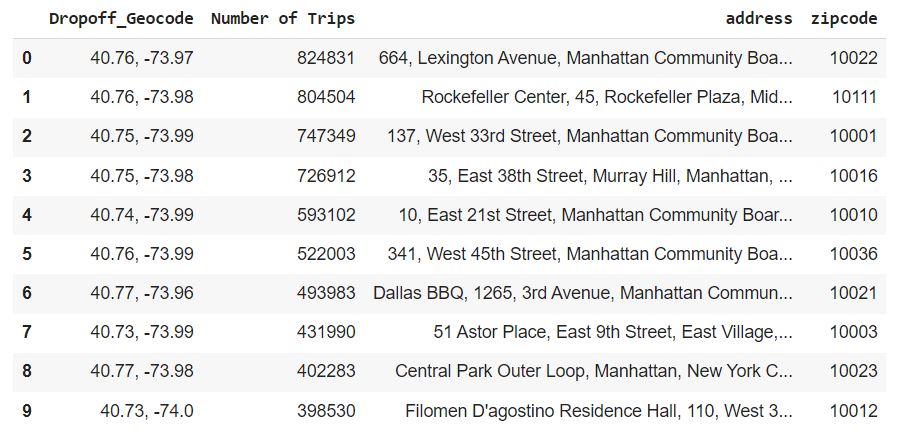 Dropoff_Geocode Number of Trips address zipcode
0 40.76, -73.97 824831 664, Lexington Avenue, Manhattan Community Boa... 10022
1 40.76, -73.98 804504 Rockefeller Center, 45, Rockefeller Plaza, Mid... 10111
2 40.75, -73.99 747349 137, West 33rd Street, Manhattan Community Boa... 10001
3 40.75, -73.98 726912 35, East 38th Street, Murray Hill, Manhattan, ... 10016
4 40.74, -73.99 593102 10, East 21st Street, Manhattan Community Boar... 10010
5 40.76, -73.99 522003 341, West 45th Street, Manhattan Community Boa... 10036
6 40.77, -73.96 493983 Dallas BBQ, 1265, 3rd Avenue, Manhattan Commun... 10021
7 40.73, -73.99 431990 51 Astor Place, East 9th Street, East Village,... 10003
8 40.77, -73.98 402283 Central Park Outer Loop, Manhattan, New York C... 10023
9 40.73, -74.0 398530 Filomen D'agostino Residence Hall, 110, West 3... 10012